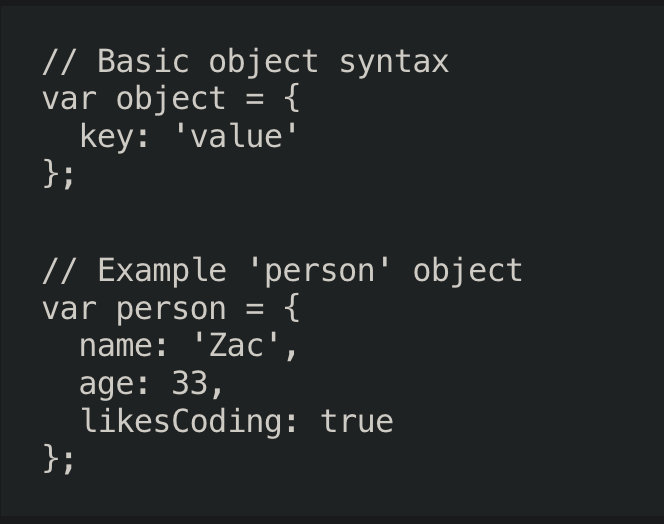 // Basic object syntax
var object = {
  key: 'value'
};

// Example 'person' object
var person = {
  name: 'Zac',
  age: 33,
  likesCoding: true
};